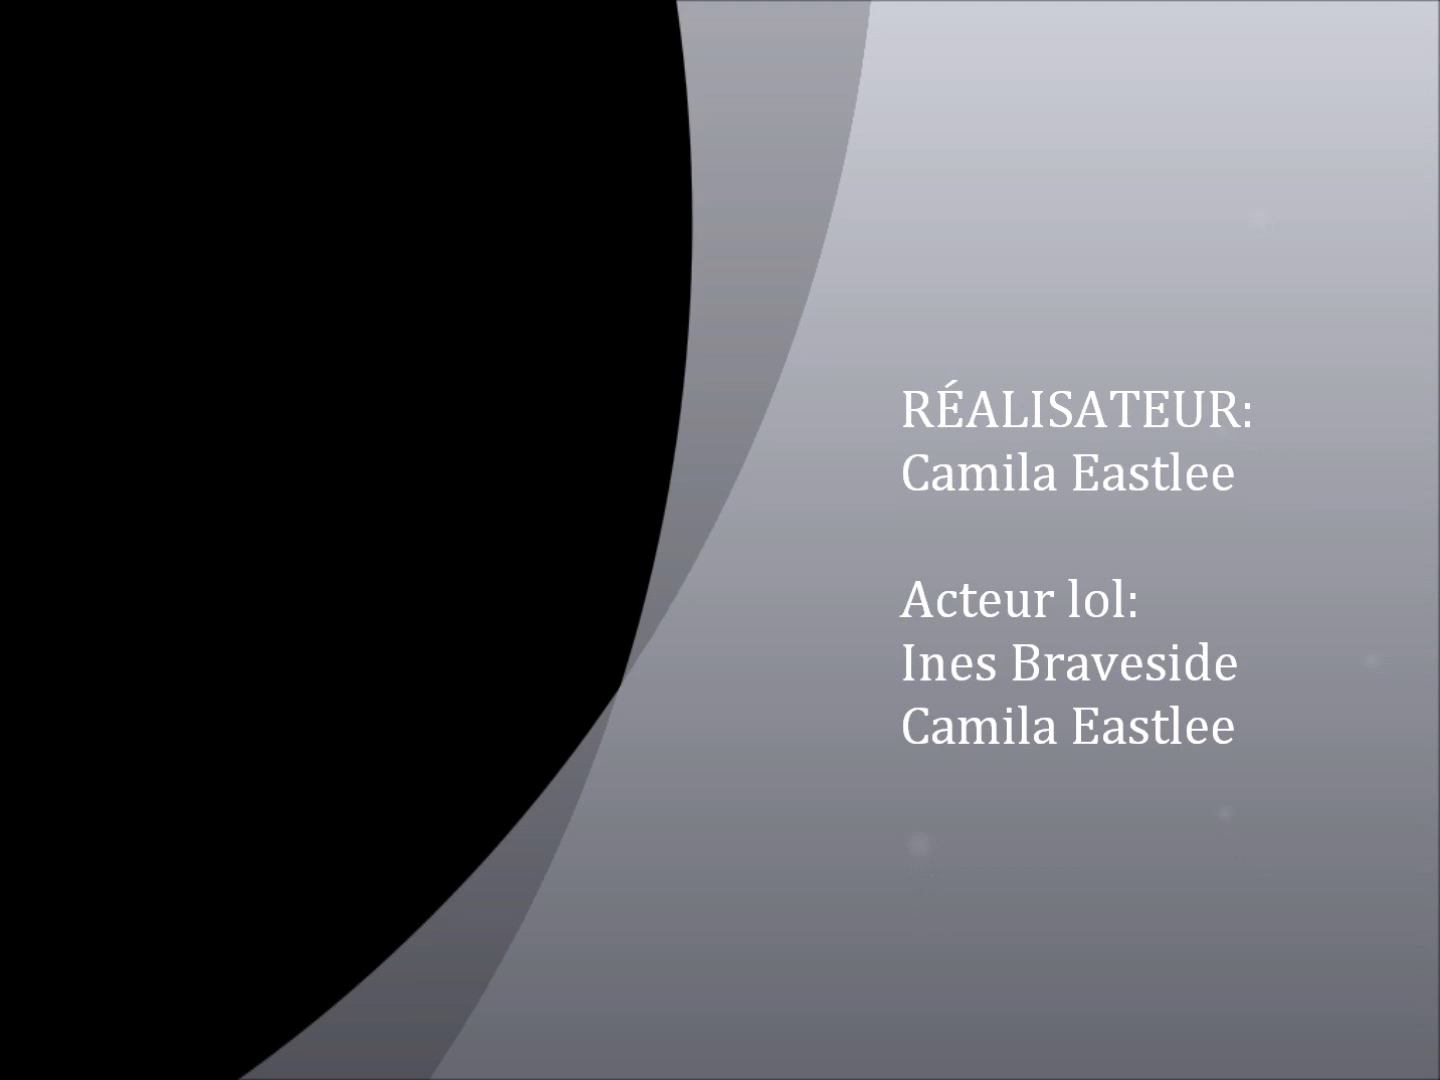 RÉALISATEUR:
Camila Eastlee
Acteur lol:
Ines Braveside
Camila Eastlee